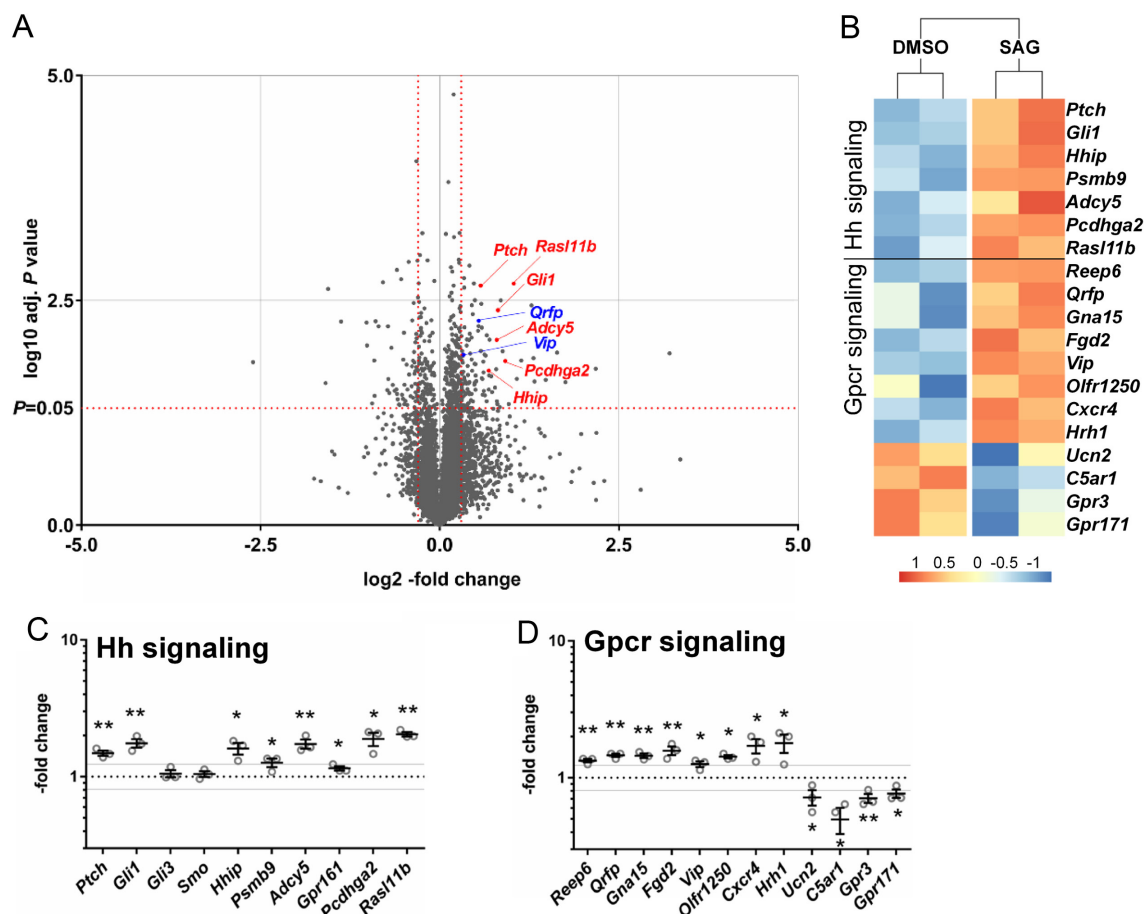 A
5.0
2.5
0.0
log10 adj. P value
P=0.05
-5.0
-2.5
0.0
2.5
5.0
log2 -fold change
Ptch
Rasl11b
Gli1
Qrfp
Adcy5
Vip
Pcdhga2
Hhip
B
DMSO
SAG
Hh signaling
Gpcr signaling
Ptch
Gli1
Hhip
Psmb9
Adcy5
Pcdhga2
Rasl11b
Reep6
Qrfp
Gna15
Fgd2
Vip
Olfr1250
Cxcr4
Hrh1
Ucn2
C5ar1
Gpr3
Gpr171
1 0.5 0 -0.5 -1
C
Hh signaling
10
1
-fold change
** ** * * ** * * **
Ptch
Gli1
Gli3
Smo
Hhip
Psmb9
Adcy5
Gpr161
Pcdhga2
Rasl11b
D
Gpcr signaling
10
1
-fold change
** ** ** ** * * * *
* * ** *
Reep6
Qrfp
Gna15
Fgd2
Vip
Olfr1250
Cxcr4
Hrh1
Ucn2
C5ar1
Gpr3
Gpr171